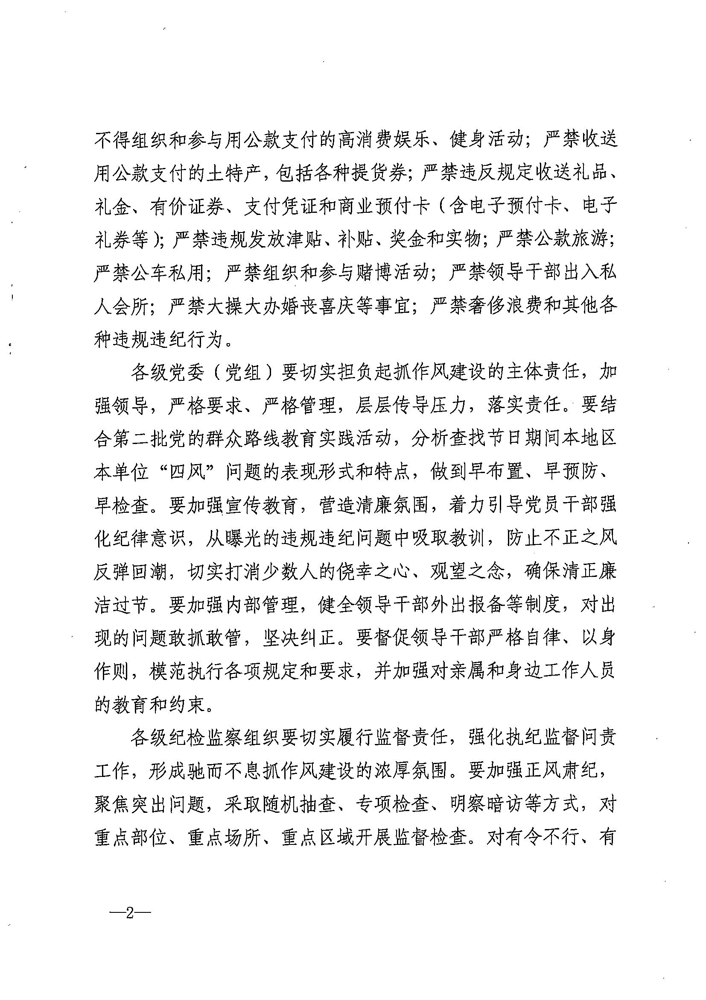 不得组织和参与用公款支付的高消费娱乐、健身活动；严禁收送
用公款支付的土特产，包括各种提货券；严禁违反规定收送礼品、
礼金、有价证券、支付凭证和商业预付卡（含电子预付卡、电子
礼券等）；严禁违规发放津贴、补贴、奖金和实物；严禁公款旅游；
严禁公车私用；严禁组织和参与赌博活动；严禁领导干部出入私
人会所；严禁大操大办婚丧喜庆等事宜；严禁奢侈浪费和其他各
种违规违纪行为。
各级党委（党组）要切实担负起抓作风建设的主体责任，加
强领导，严格要求、严格管理，层层传导压力，落实责任。要结
合第二批党的群众路线教育实践活动，分析查找节日期间本地区
本单位“四风”问题的表现形式和特点，做到早布置、早预防、
早检查。要加强宣传教育，营造清廉氛围，着力引导党员干部强
化纪律意识，从曝光的违规违纪问题中吸取教训，防止不正之风
反弹回潮，切实打消少数人的侥幸之心、观望之念，确保清正廉
洁过节。要加强内部管理，健全领导干部外出报备等制度，对出
现的问题敢抓敢管，坚决纠正。要督促领导干部严格自律、以身
作则，模范执行各项规定和要求，并加强对亲属和身边工作人员
的教育和约束。
各级纪检监察组织要切实履行监督责任，强化执纪监督问责
工作，形成驰而不息抓作风建设的浓厚氛围。要加强正风肃纪，
聚焦突出问题，采取随机抽查、专项检查、明察暗访等方式，对
重点部位、重点场所、重点区域开展监督检查。对有令不行、有
—2—